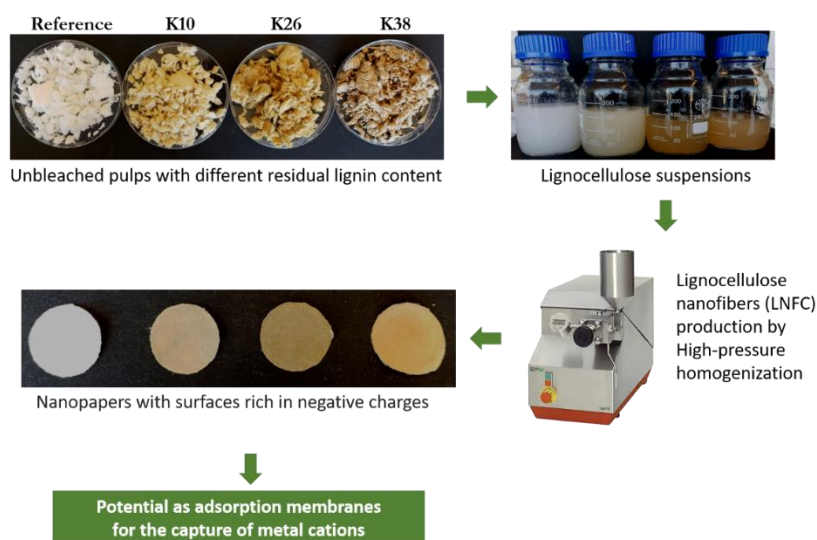 Reference K10 K26 K38
Unbleached pulps with different residual lignin content
Lignocellulose suspensions
Lignocellulose
nanofibers (LNFC)
production by
High-pressure
homogenization
Nanopapers with surfaces rich in negative charges
Potential as adsorption membranes
for the capture of metal cations